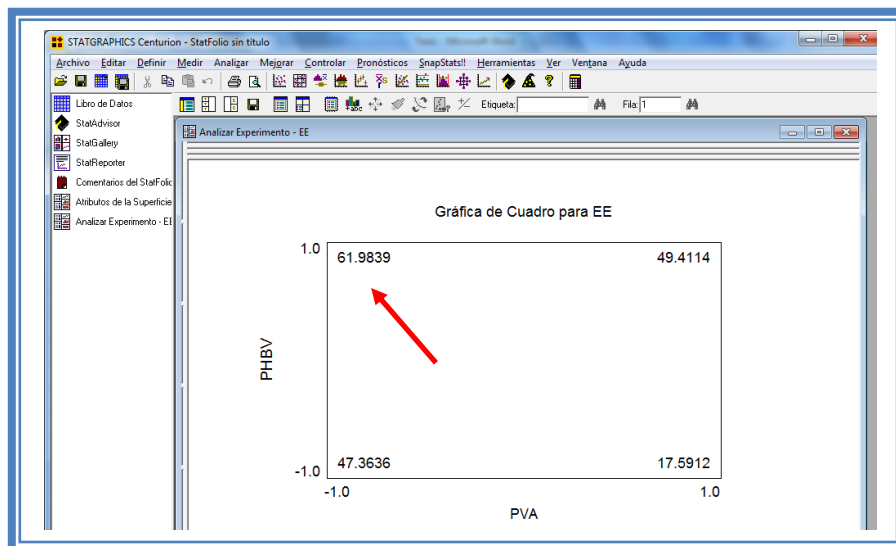 STATGRAPHICS Centurion - StatFolio sin título
Archivo Editar Definir Medir Analizar Mejorar Controlar Pronósticos SnapStats!! Herramientas Ver Ventana Ayuda
Etiqueta: Fila: 1
Libro de Datos
StatAdvisor
StatGallery
StatReporter
Comentarios del StatFolio
Atributos de la Superficie
Analizar Experimento - EE
Analizar Experimento - EE
Gráfica de Cuadro para EE
1.0
61.9839 49.4114
PHBV
47.3636 17.5912
-1.0
-1.0 1.0
PVA